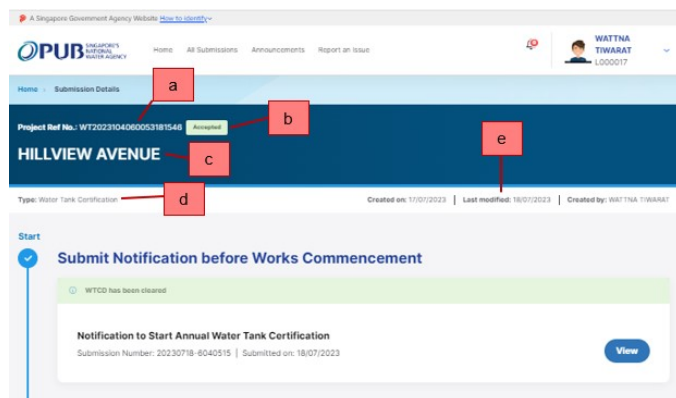 A Singapore Government Agency Website How to identify
PUB SINGAPORE'S NATIONAL WATER AGENCY
Home All Submissions Announcements Report an Issue
WATTNA TIWARAT
L000017
Home > Submission Details
a
Project Ref No.: WT2023104060053181546 Accepted
b
HILLVIEW AVENUE
c
e
Type: Water Tank Certification
d
Created on: 17/07/2023 | Last modified: 18/07/2023 | Created by: WATTNA TIWARAT
Start
Submit Notification before Works Commencement
WTCD has been cleared
Notification to Start Annual Water Tank Certification
Submission Number: 20230718-6040515 | Submitted on: 18/07/2023
View